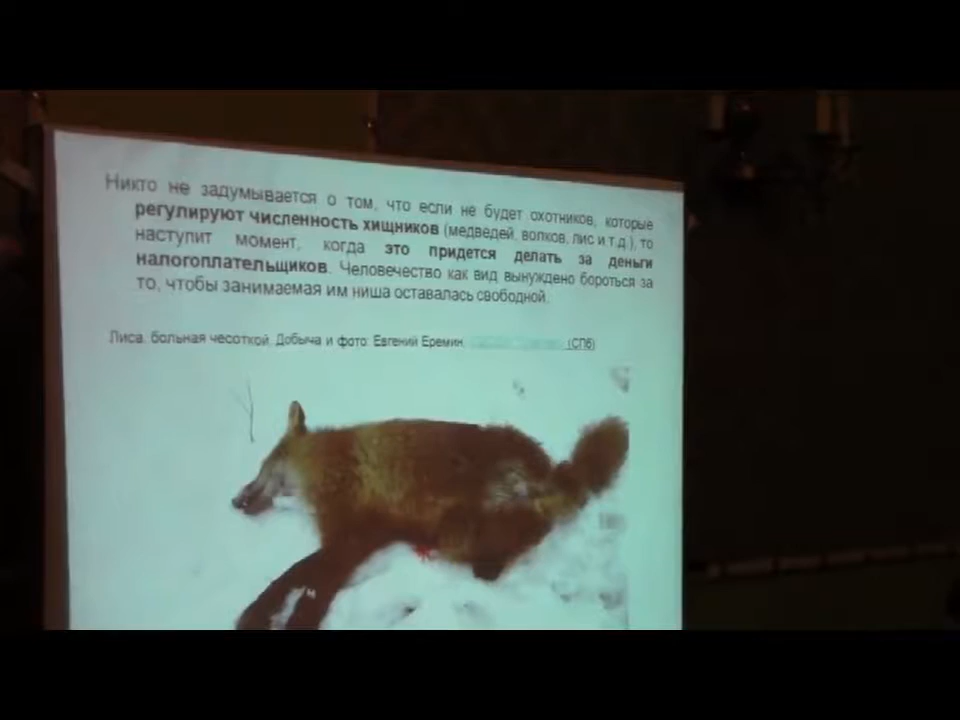 Никто не задумывается о том, что если не будет охотников, которые
регулируют численность хищников (медведей, волков, лис и т.д.), то
наступит момент, когда это придется делать за деньги
налогоплательщиков. Человечество как вид вынуждено бороться за
то, чтобы занимаемая им ниша оставалась свободной.
Лиса, больная чесоткой. Добыча и фото: Евгений Еремин, (СПб)